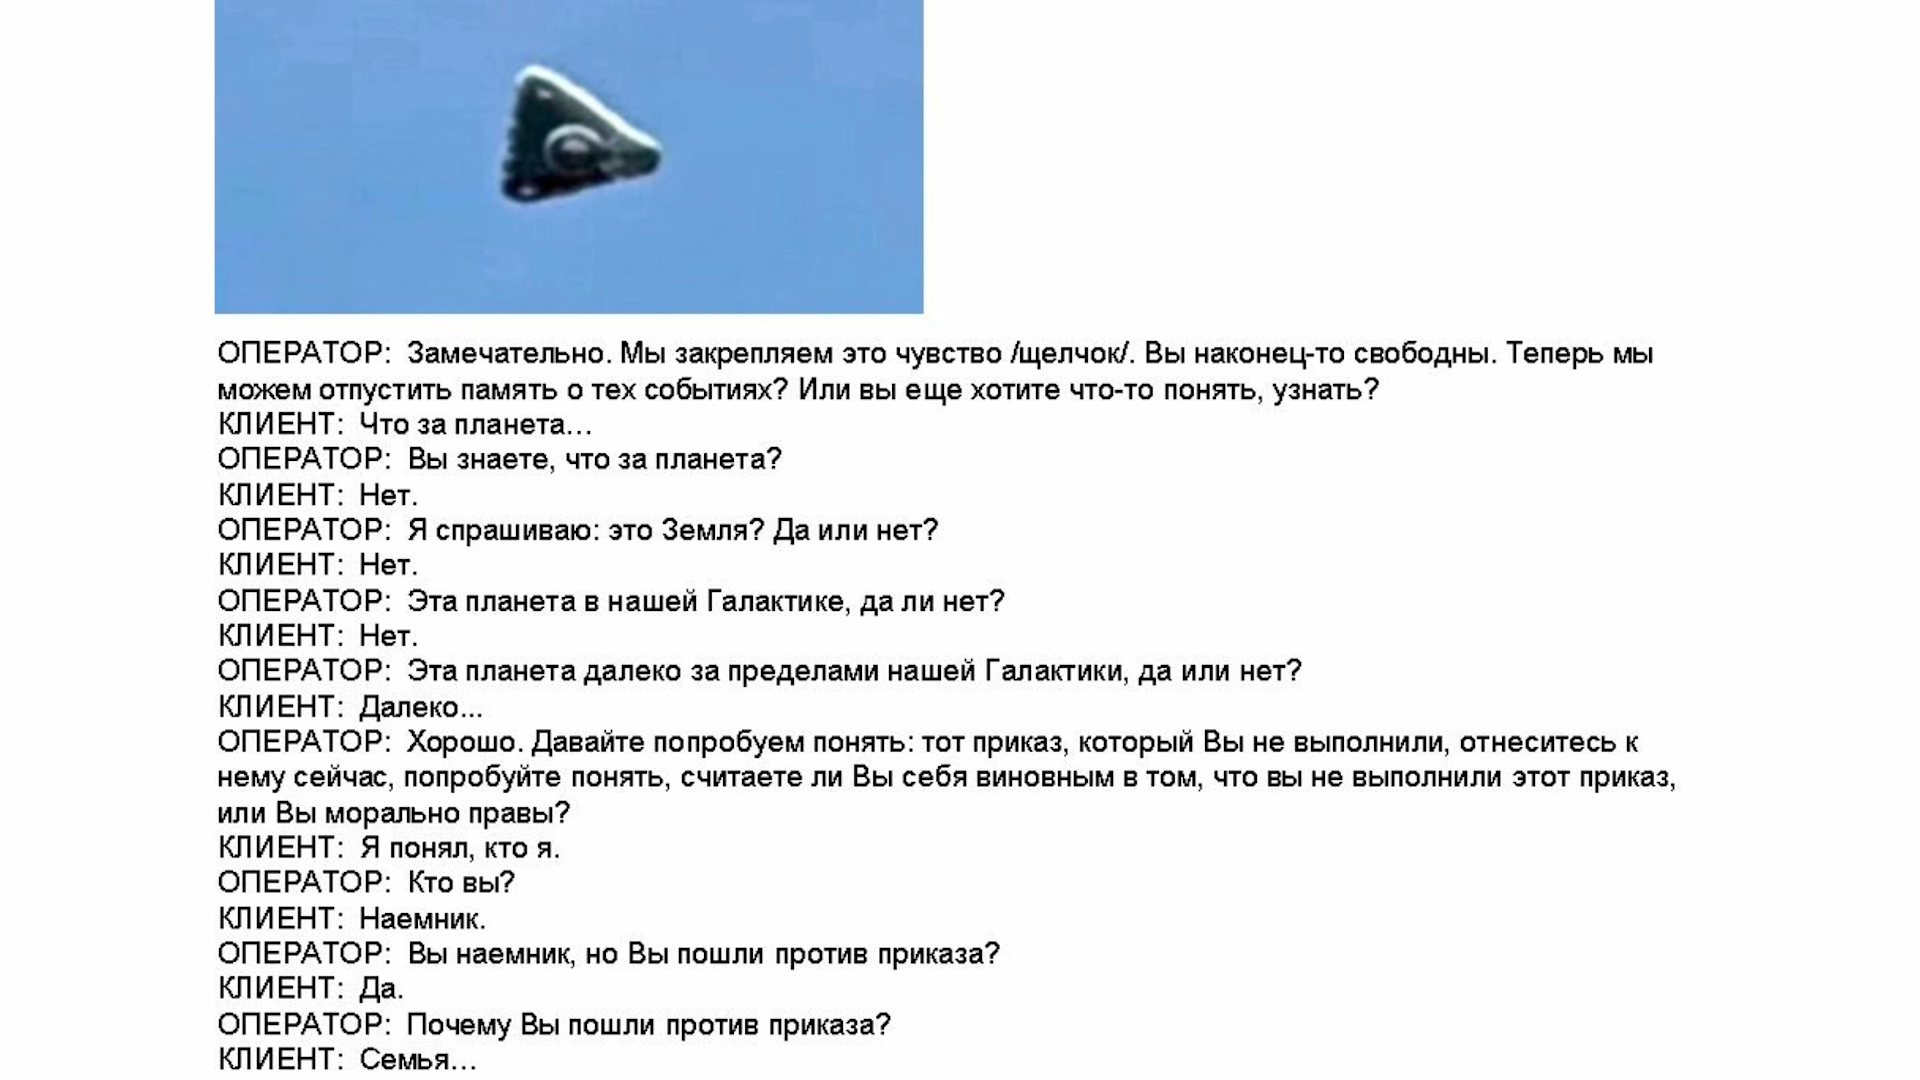 ОПЕРАТОР: Замечательно. Мы закрепляем это чувство /щелчок/. Вы наконец-то свободны. Теперь мы
можем отпустить память о тех событиях? Или вы еще хотите что-то понять, узнать?
КЛИЕНТ: Что за планета…
ОПЕРАТОР: Вы знаете, что за планета?
КЛИЕНТ: Нет.
ОПЕРАТОР: Я спрашиваю: это Земля? Да или нет?
КЛИЕНТ: Нет.
ОПЕРАТОР: Эта планета в нашей Галактике, да ли нет?
КЛИЕНТ: Нет.
ОПЕРАТОР: Эта планета далеко за пределами нашей Галактики, да или нет?
КЛИЕНТ: Далеко...
ОПЕРАТОР: Хорошо. Давайте попробуем понять: тот приказ, который Вы не выполнили, отнеситесь к
нему сейчас, попробуйте понять, считаете ли Вы себя виновным в том, что вы не выполнили этот приказ,
или Вы морально правы?
КЛИЕНТ: Я понял, кто я.
ОПЕРАТОР: Кто вы?
КЛИЕНТ: Наемник.
ОПЕРАТОР: Вы наемник, но Вы пошли против приказа?
КЛИЕНТ: Да.
ОПЕРАТОР: Почему Вы пошли против приказа?
КЛИЕНТ: Семья…